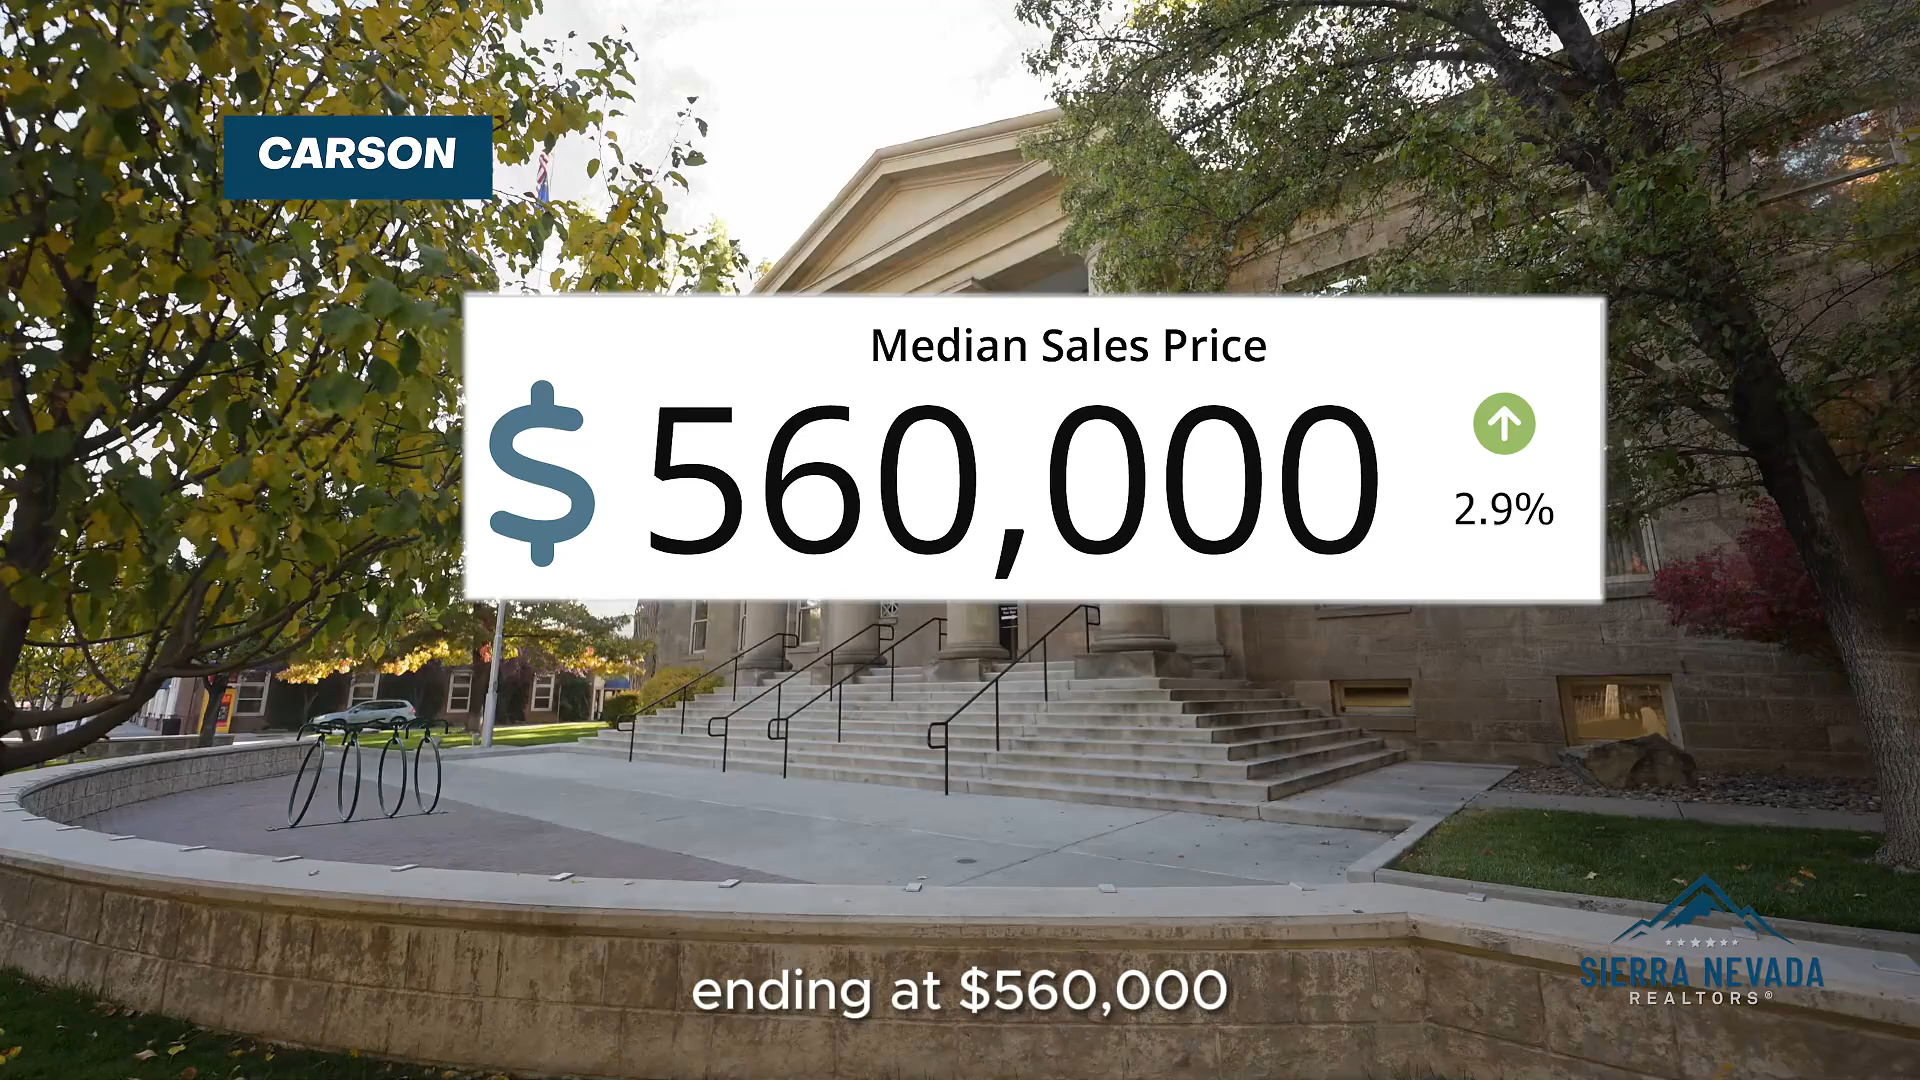 CARSON
Median Sales Price
$ 560,000
2.9%
ending at $560,000
SIERRA NEVADA
REALTORS®